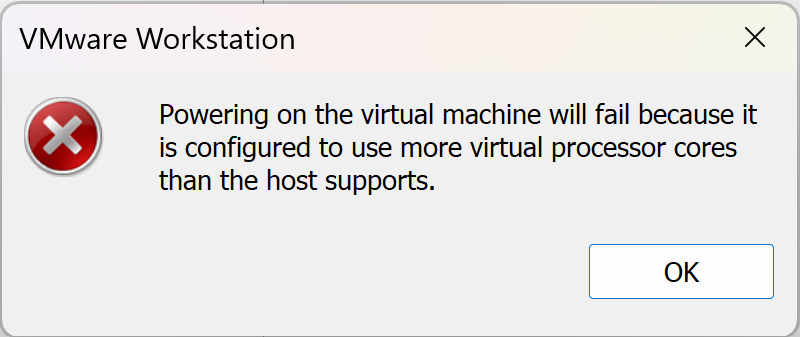 VMware Workstation
Powering on the virtual machine will fail because it
is configured to use more virtual processor cores
than the host supports.
OK